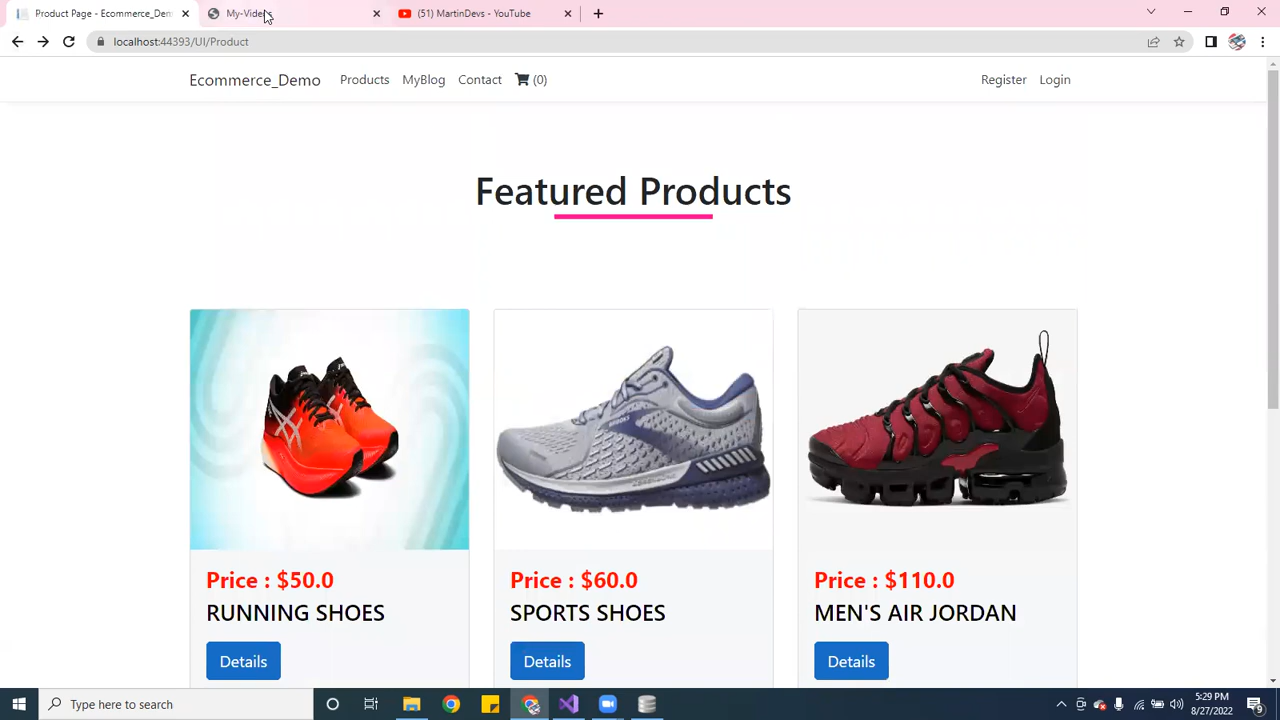 Product Page - Ecommerce_Dem
My-Vide
(51) MartinDevs - YouTube
localhost:44393/UI/Product
Ecommerce_Demo
Products
MyBlog
Contact
(0)
Register
Login
Featured Products
BROOKS
Price : $50.0
RUNNING SHOES
Details
Price : $60.0
SPORTS SHOES
Details
Price : $110.0
MEN'S AIR JORDAN
Details
Type here to search
5:29 PM
8/27/2022